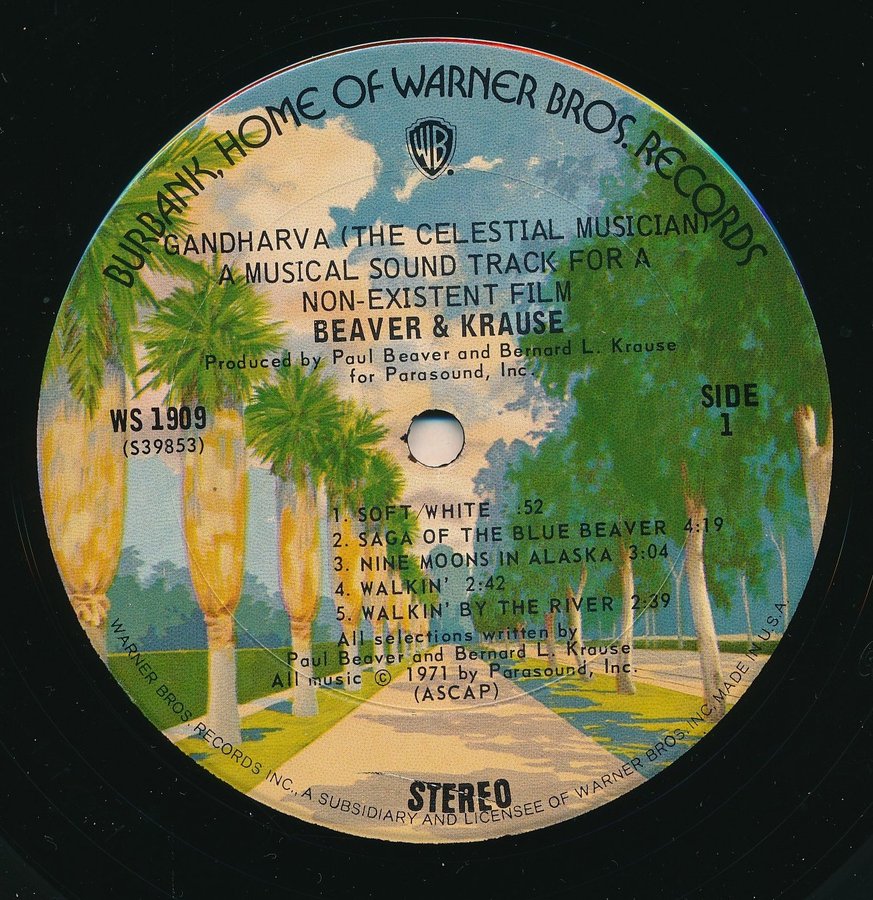 BURBANK, HOME OF WARNER BROS. RECORDS
WB
GANDHARVA (THE CELESTIAL MUSICIAN)
A MUSICAL SOUND TRACK FOR A
NON-EXISTENT FILM
BEAVER & KRAUSE
Produced by Paul Beaver and Bernard L. Krause
for Parasound, Inc.
WS 1909
(S39853)
SIDE
1
1. SOFT/WHITE :52
2. SAGA OF THE BLUE BEAVER 4:19
3. NINE MOONS IN ALASKA 3:04
4. WALKIN' 2:42
5. WALKIN' BY THE RIVER 2:39
All selections written by
Paul Beaver and Bernard L. Krause
All music © 1971 by Parasound, Inc.
(ASCAP)
STEREO
WARNER BROS. RECORDS INC., A SUBSIDIARY AND LICENSEE OF WARNER BROS. INC. MADE IN U.S.A.